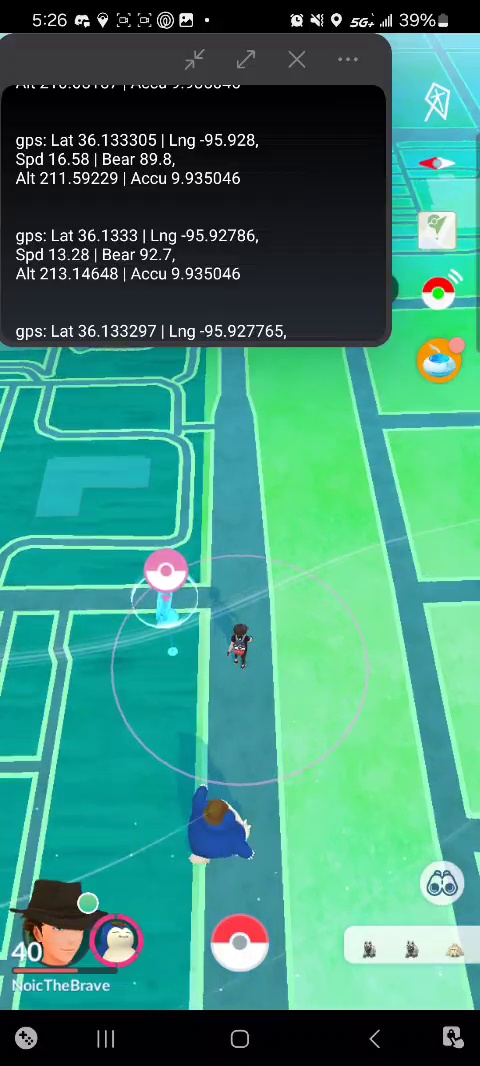 5:26
5G+
39%
gps: Lat 36.133305 | Lng -95.928,
Spd 16.58 | Bear 89.8,
Alt 211.59229 | Accu 9.935046
gps: Lat 36.1333 | Lng -95.92786,
Spd 13.28 | Bear 92.7,
Alt 213.14648 | Accu 9.935046
gps: Lat 36.133297 | Lng -95.927765,
40
NoicTheBrave